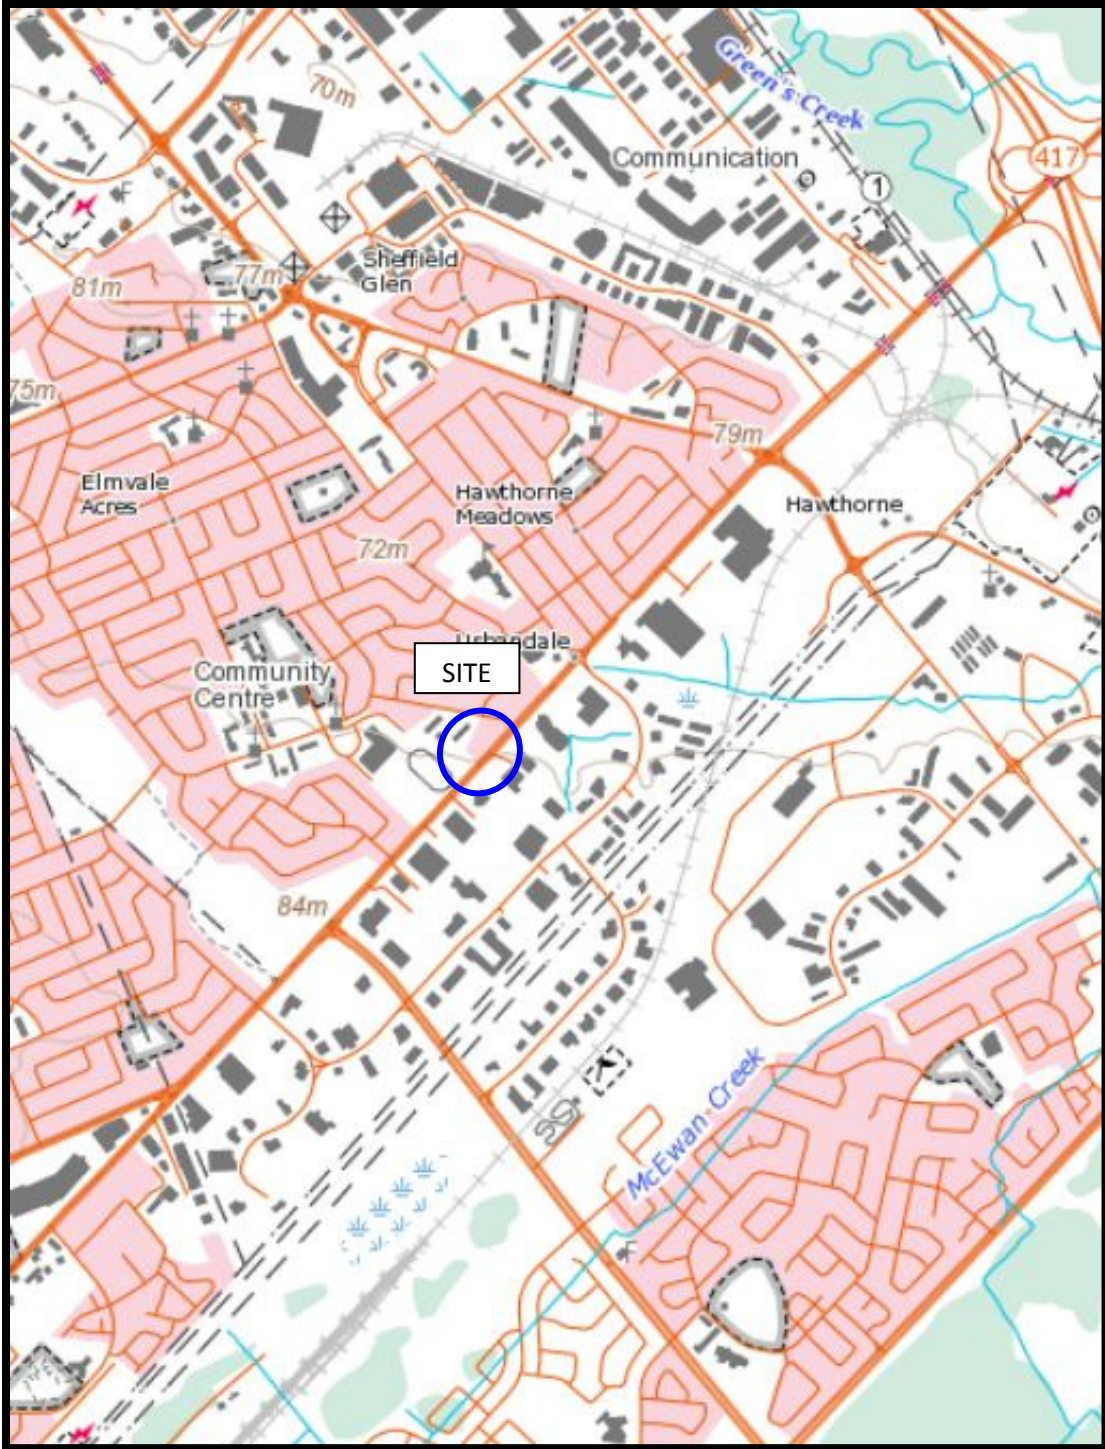 Green's Creek
70m
Communication
417
1
F
Sheffield
Glen
77m
81m
75m
79m
Elmvale
Acres
Hawthorne
Meadows
Hawthorne
72m
Urbandale
SITE
Community
Centre
84m
McEwan Creek
F